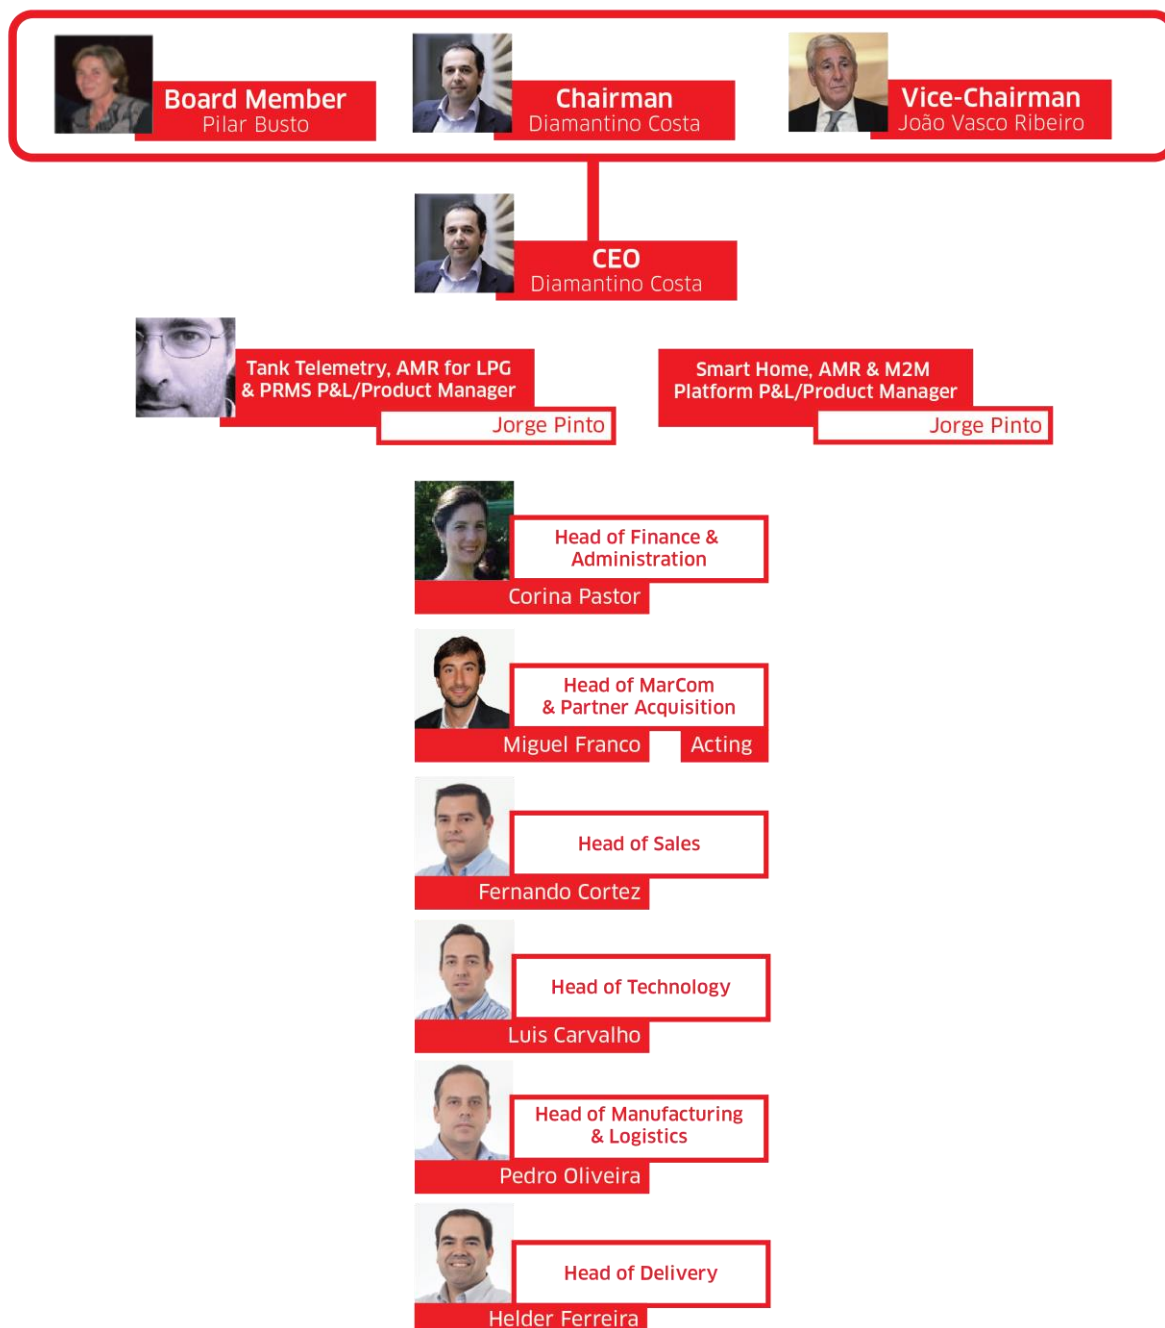 Board Member
Pilar Busto
Chairman
Diamantino Costa
Vice-Chairman
João Vasco Ribeiro
CEO
Diamantino Costa
Tank Telemetry, AMR for LPG
& PRMS P&L/Product Manager
Jorge Pinto
Smart Home, AMR & M2M
Platform P&L/Product Manager
Jorge Pinto
Head of Finance &
Administration
Corina Pastor
Head of MarCom
& Partner Acquisition
Miguel Franco
Acting
Head of Sales
Fernando Cortez
Head of Technology
Luis Carvalho
Head of Manufacturing
& Logistics
Pedro Oliveira
Head of Delivery
Helder Ferreira